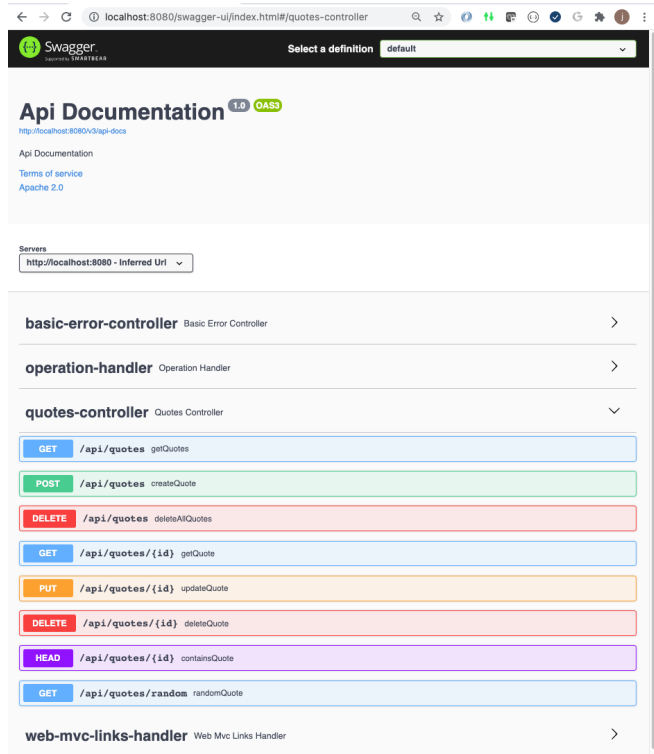 localhost:8080/swagger-ui/index.html#/quotes-controller
j
{···} Swagger. Select a definition default
Supported by SMARTBEAR
Api Documentation 1.0 OAS3
http://localhost:8080/v3/api-docs
Api Documentation
Terms of service
Apache 2.0
Servers
http://localhost:8080 - Inferred Url
basic-error-controller Basic Error Controller
operation-handler Operation Handler
quotes-controller Quotes Controller
GET /api/quotes getQuotes
POST /api/quotes createQuote
DELETE /api/quotes deleteAllQuotes
GET /api/quotes/{id} getQuote
PUT /api/quotes/{id} updateQuote
DELETE /api/quotes/{id} deleteQuote
HEAD /api/quotes/{id} containsQuote
GET /api/quotes/random randomQuote
web-mvc-links-handler Web Mvc Links Handler